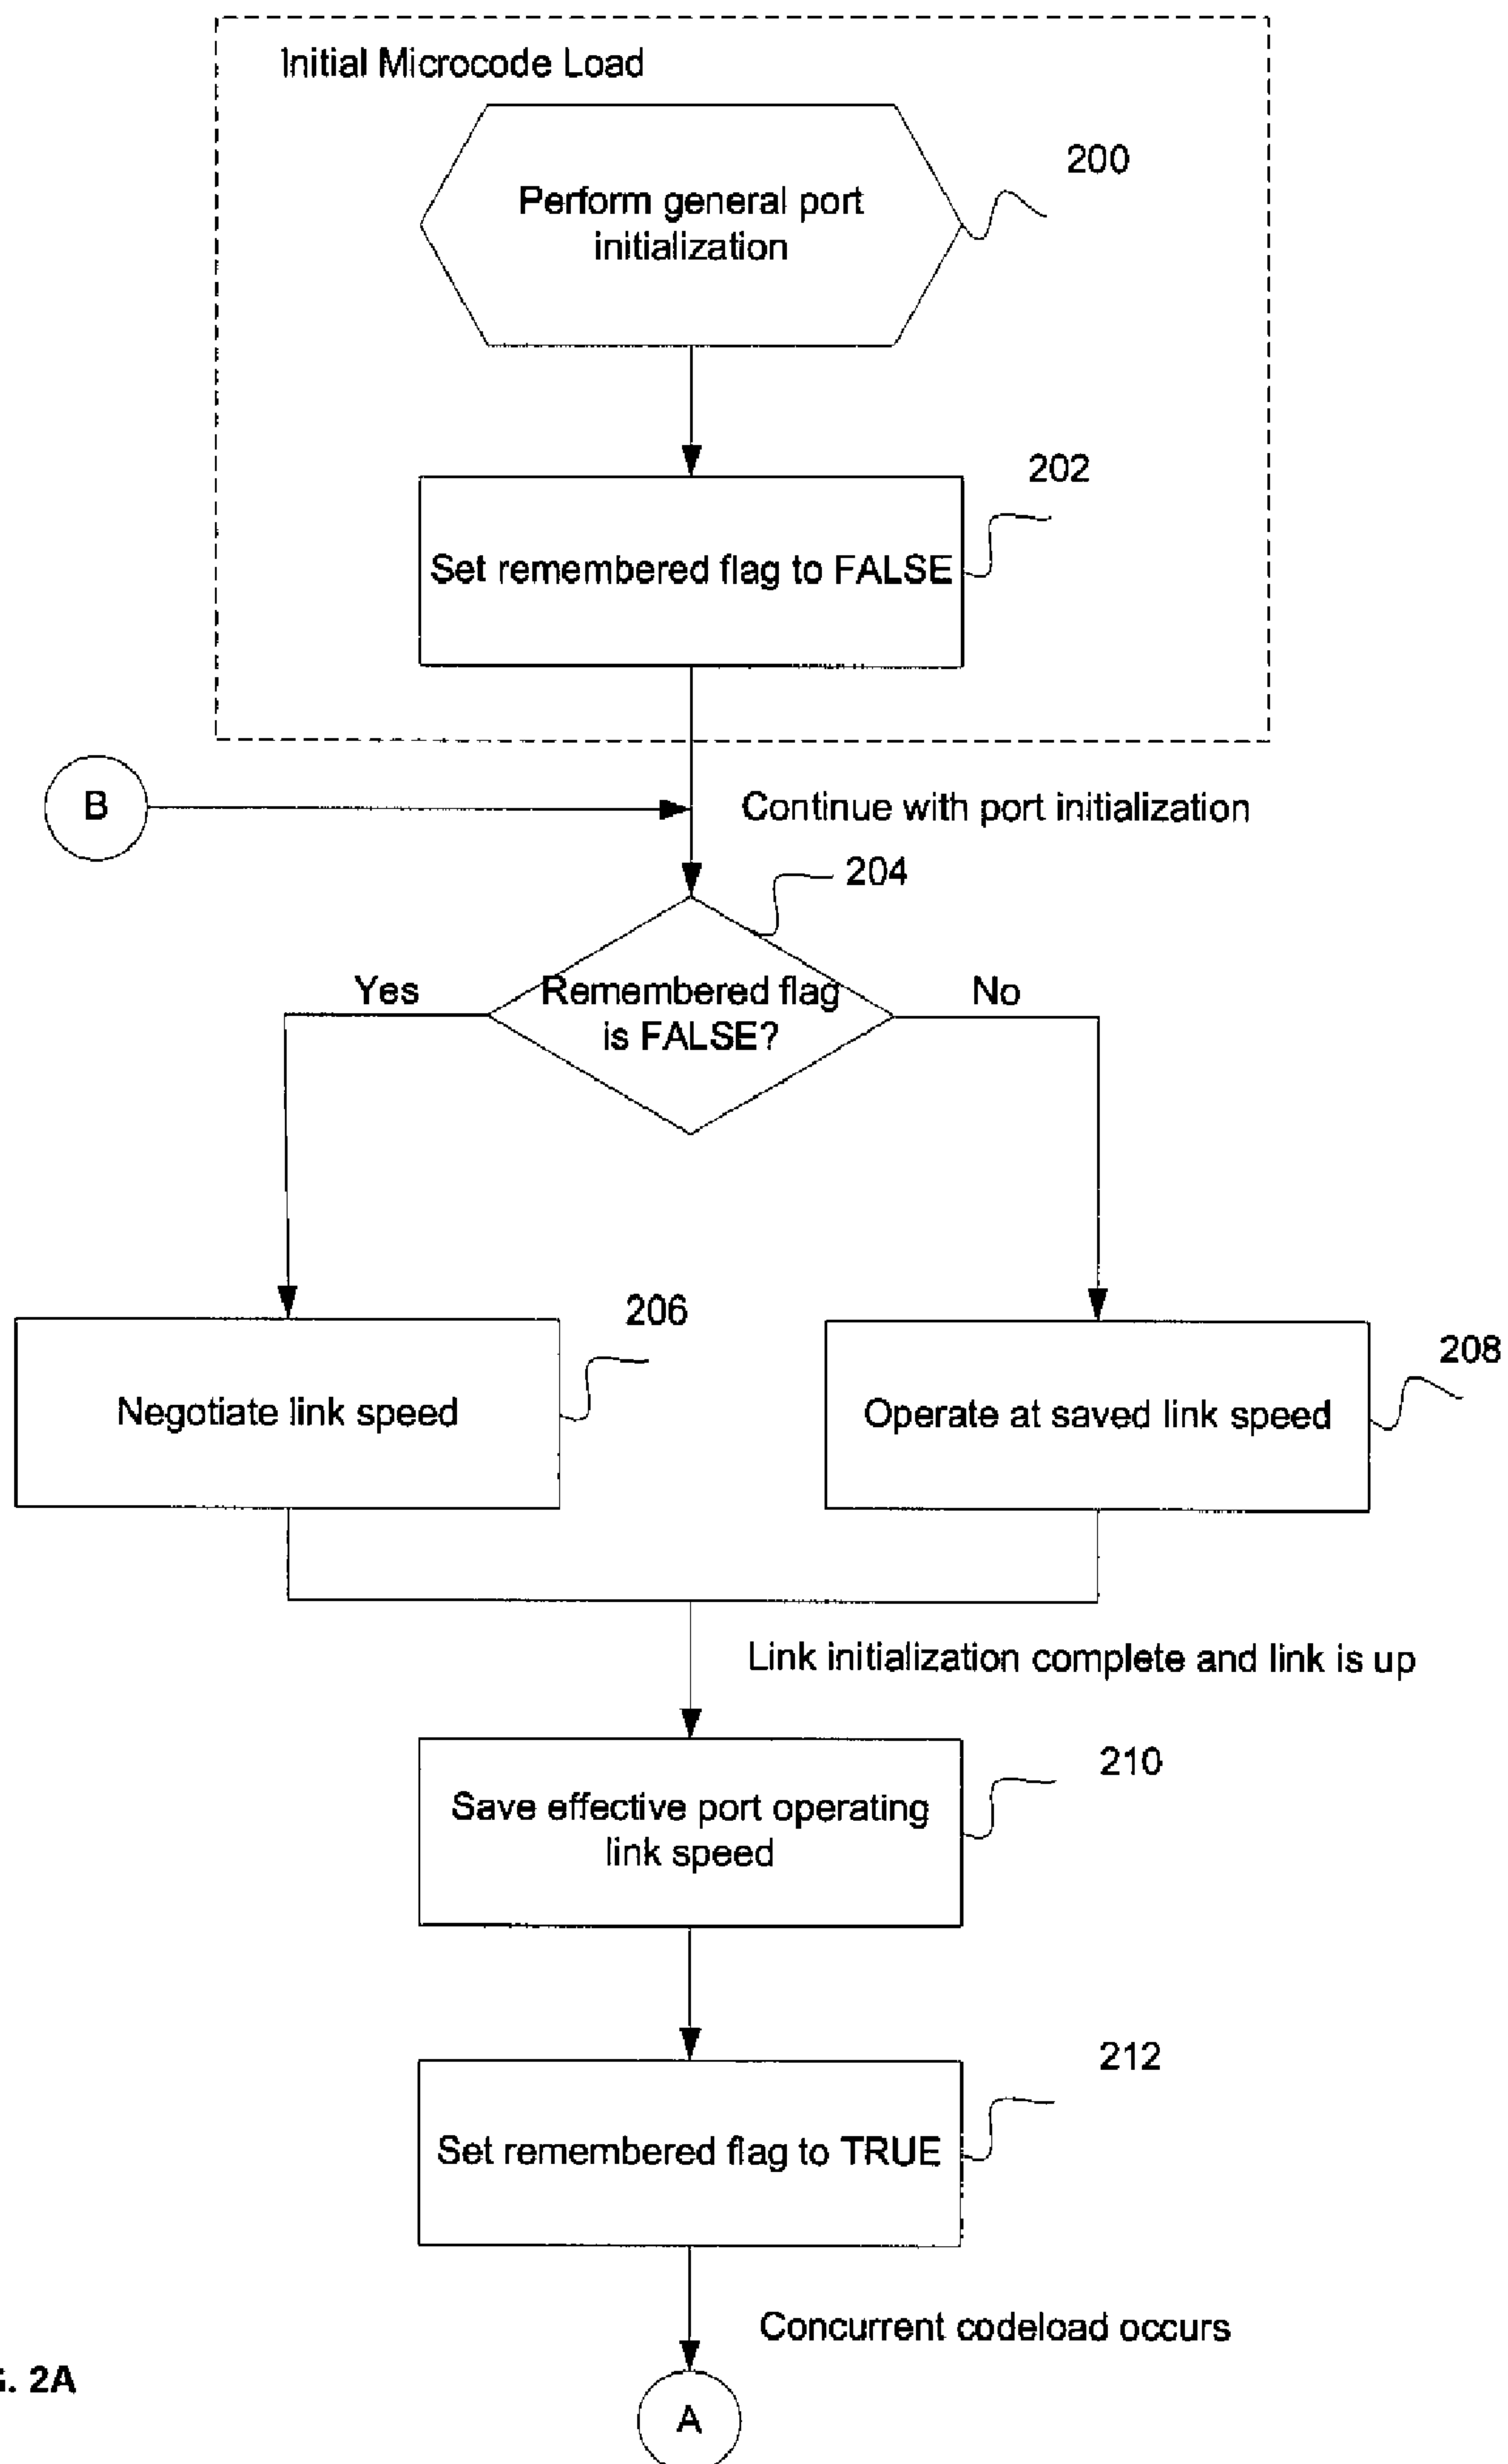 Initial Microcode Load
200
Perform general port
initialization
202
Set remembered flag to FALSE
B
Continue with port initialization
204
Yes
Remembered flag
is FALSE?
No
206
Negotiate link speed
208
Operate at saved link speed
Link initialization complete and link is up
210
Save effective port operating
link speed
212
Set remembered flag to TRUE
Concurrent codeload occurs
. 2A
A